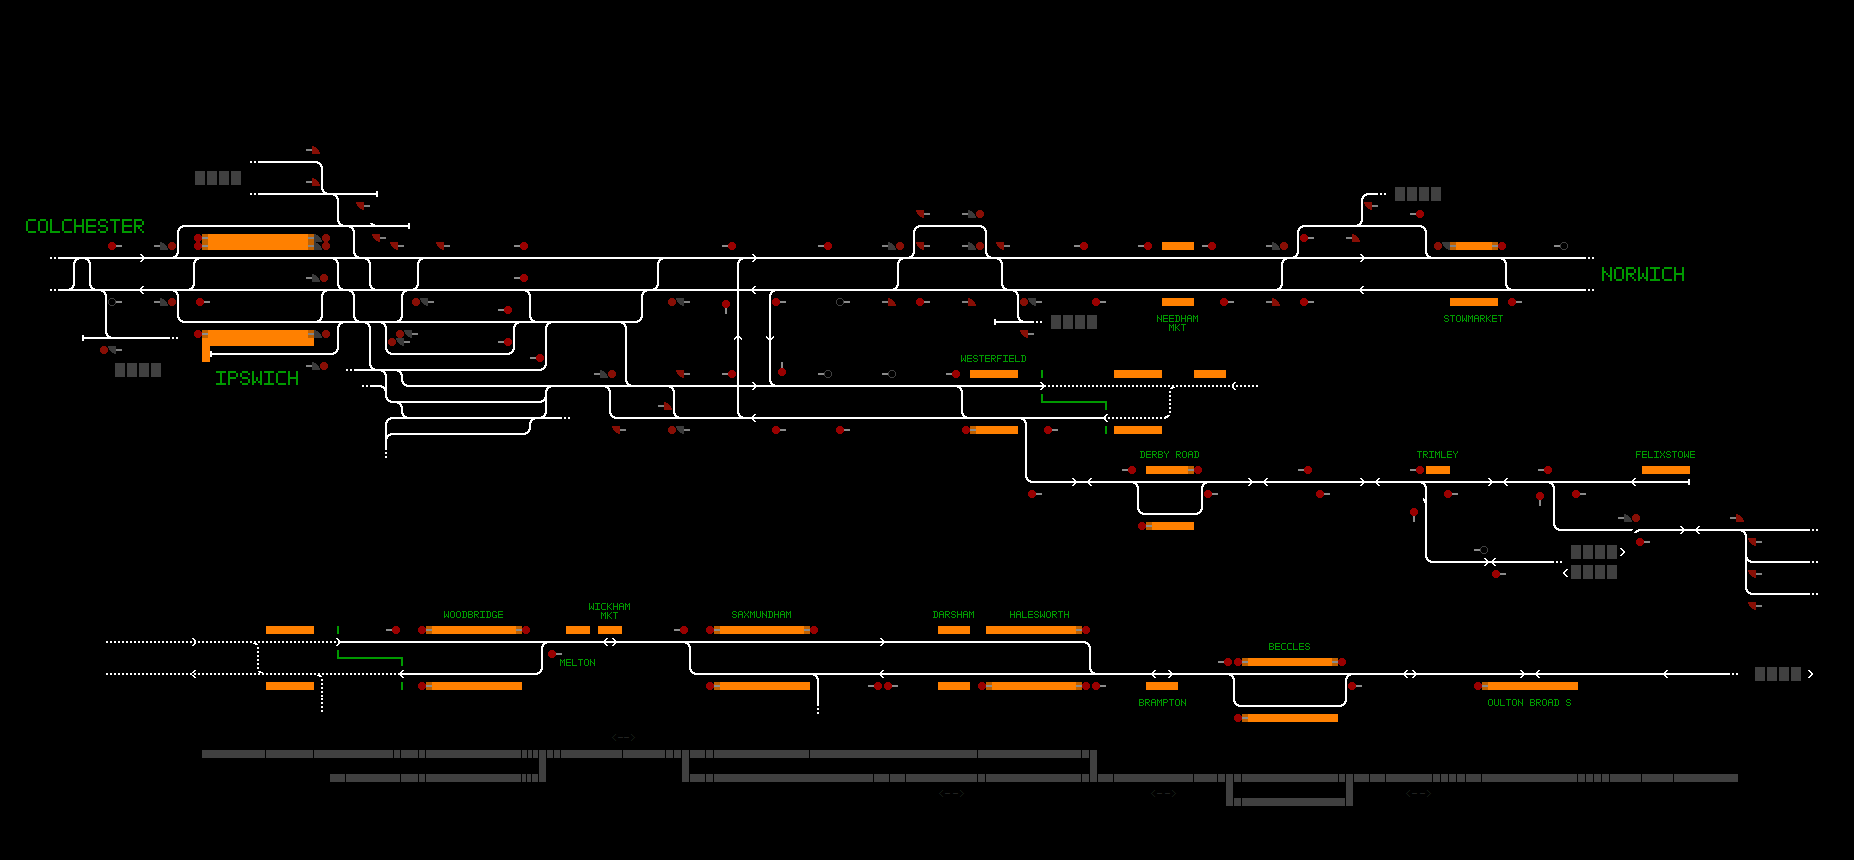 COLCHESTER
NORWICH
NEEDHAM
MKT
STOWMARKET
WESTERFIELD
IPSWICH
DERBY ROAD
TRIMLEY
FELIXSTOWE
WICKHAM
MKT
WOODBRIDGE
SAXMUNDHAM
DARSHAM
HALESWORTH
MELTON
BECCLES
BRAMPTON
OULTON BROAD S